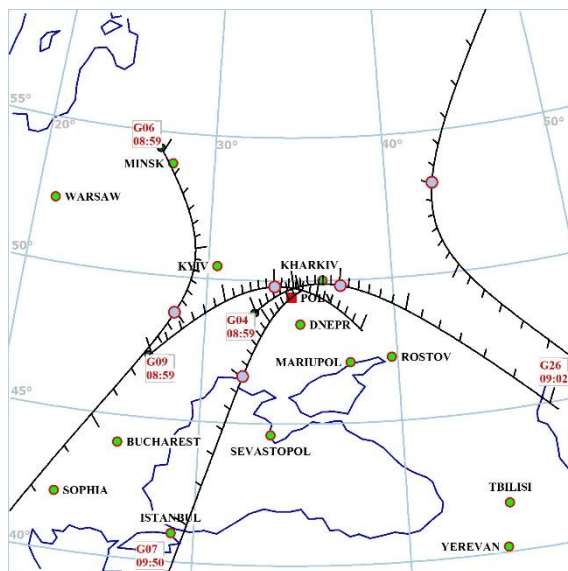 55°
20°
30°
40°
50°
G06
08:59
MINSK
WARSAW
50°
KYIV
KHARKIV
G04
08:59
DNEPR
G09
08:59
MARIUPOL
ROSTOV
G26
09:02
45°
BUCHAREST
SEVASTOPOL
SOPHIA
TBILISI
ISTANBUL
40°
G07
09:50
YEREVAN